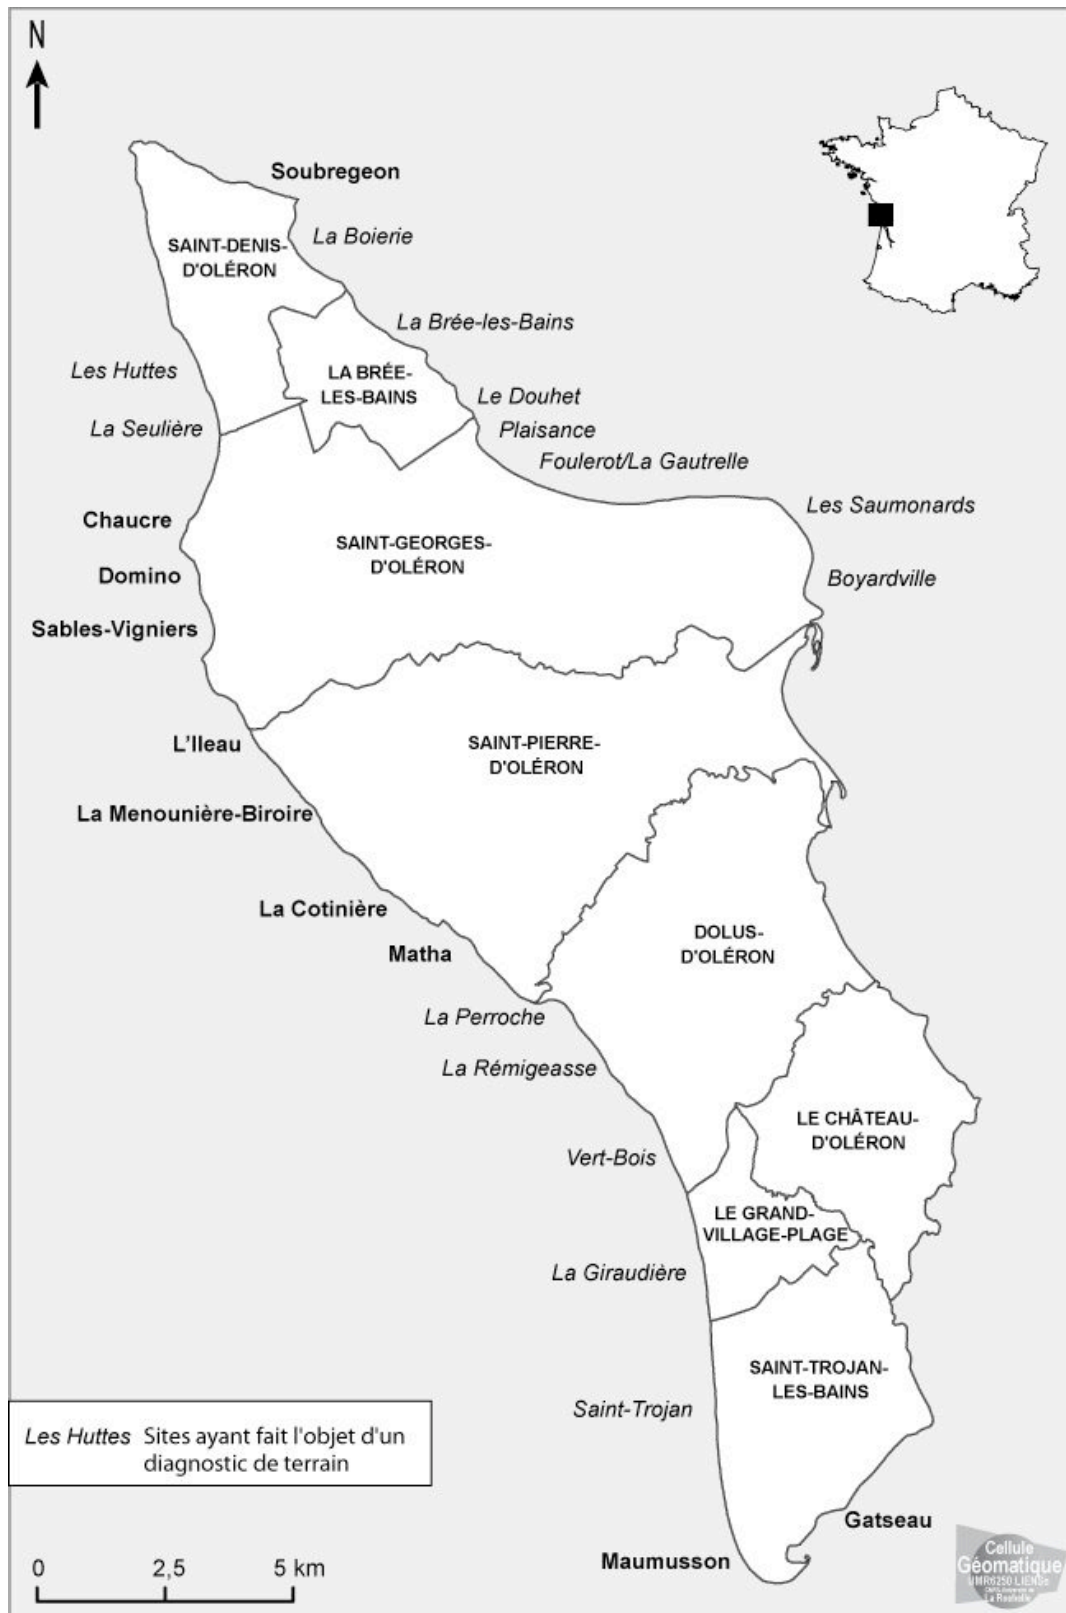 N
Soubregeon
La Boierie
SAINT-DENIS-
D'OLÉRON
La Brée-les-Bains
Les Huttes
LA BRÉE-
LES-BAINS
Le Douhet
La Seulière
Plaisance
Foulerot/La Gautrelle
Les Saumonards
Chaucre
SAINT-GEORGES-
D'OLÉRON
Domino
Boyardville
Sables-Vigniers
L'Ileau
SAINT-PIERRE-
D'OLÉRON
La Menounière-Biroire
La Cotinière
DOLUS-
D'OLÉRON
Matha
La Perroche
La Rémigeasse
LE CHÂTEAU-
D'OLÉRON
Vert-Bois
LE GRAND-
VILLAGE-PLAGE
La Giraudière
SAINT-TROJAN-
LES-BAINS
Saint-Trojan
Les Huttes Sites ayant fait l'objet d'un
diagnostic de terrain
Gatseau
Maumusson
0 2,5 5 km
Cellule
Géomatique
UMR6250 LIENSs
La Rochelle